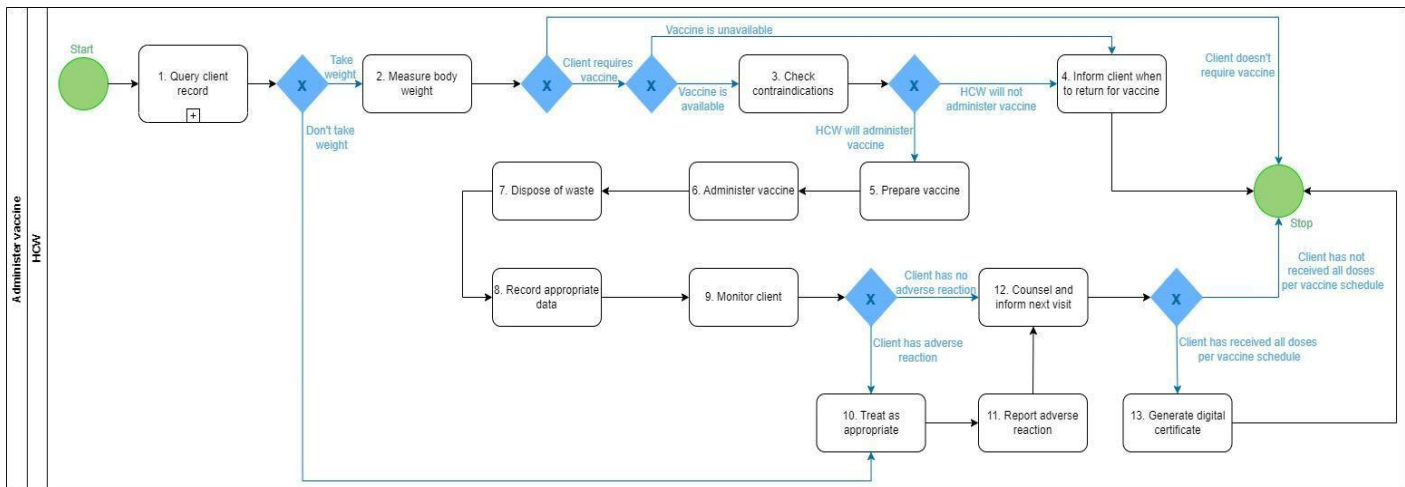 Administer vaccine
HCW
Start
1. Query client
record
+
X
Take
weight
Don't take
weight
2. Measure body
weight
X
Client requires
vaccine
X
Vaccine is unavailable
Vaccine is
available
3. Check
contraindications
X
HCW will not
administer vaccine
HCW will administer
vaccine
4. Inform client when
to return for vaccine
Client doesn't
require vaccine
7. Dispose of waste
6. Administer vaccine
5. Prepare vaccine
Stop
8. Record appropriate
data
9. Monitor client
X
Client has no
adverse reaction
Client has adverse
reaction
12. Counsel and
inform next visit
X
Client has not
received all doses
per vaccine schedule
Client has received all doses
per vaccine schedule
10. Treat as
appropriate
11. Report adverse
reaction
13. Generate digital
certificate